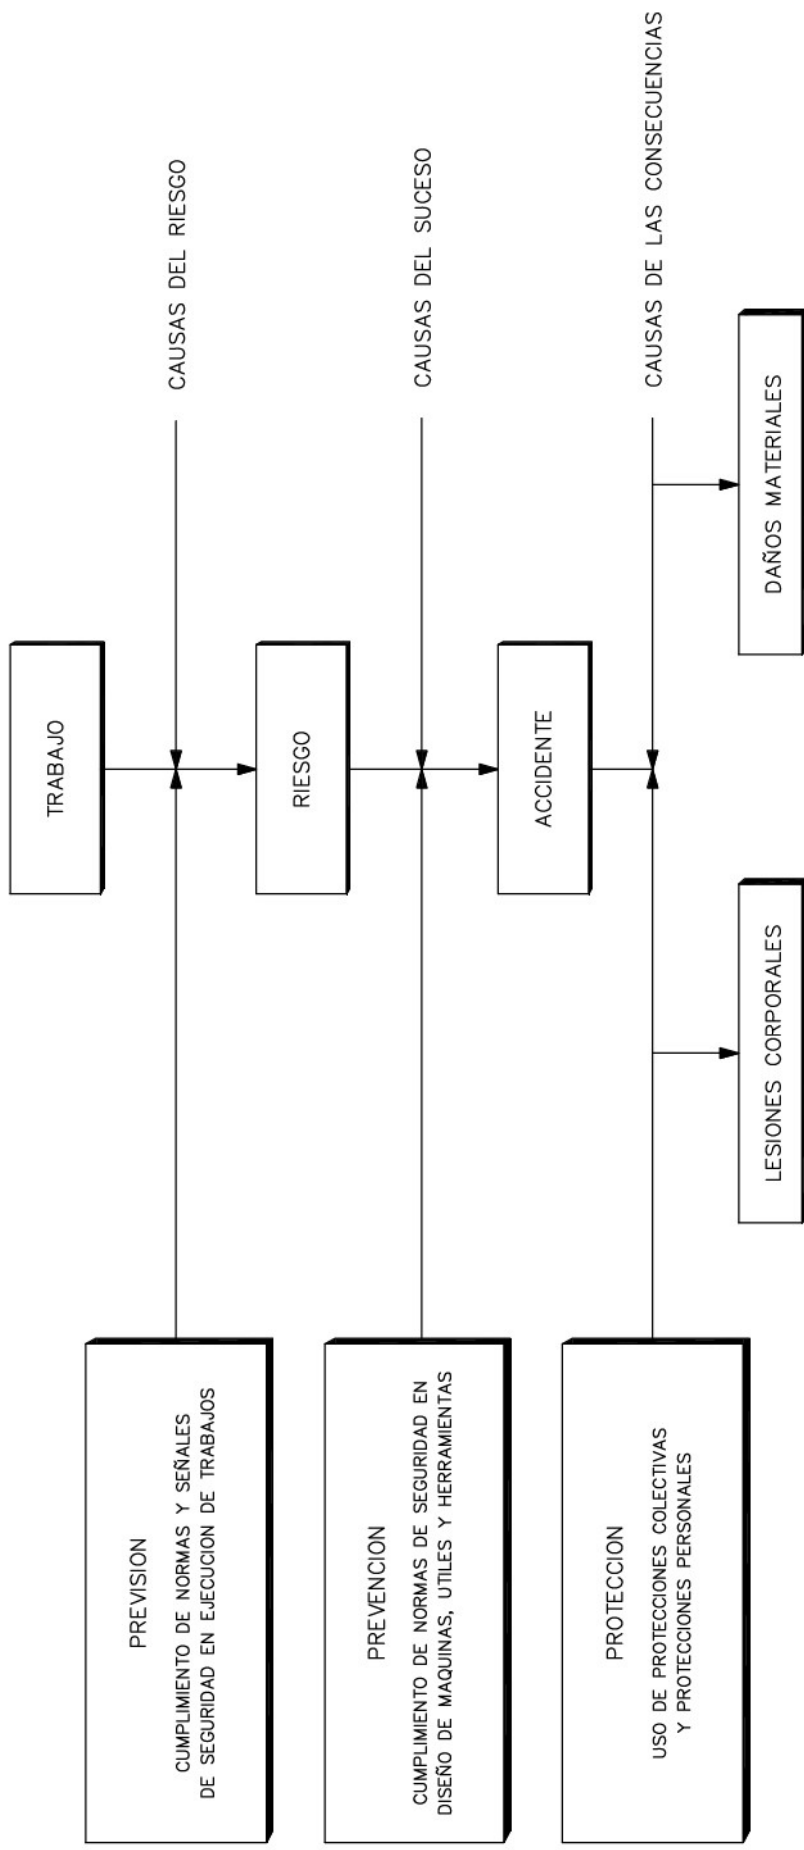 TRABAJO
CAUSAS DEL RIESGO
PREVISION
CUMPLIMIENTO DE NORMAS Y SEÑALES
DE SEGURIDAD EN EJECUCION DE TRABAJOS
RIESGO
CAUSAS DEL SUCESO
PREVENCION
CUMPLIMIENTO DE NORMAS DE SEGURIDAD EN
DISEÑO DE MAQUINAS, UTILES Y HERRAMIENTAS
ACCIDENTE
CAUSAS DE LAS CONSECUENCIAS
PROTECCION
USO DE PROTECCIONES COLECTIVAS
Y PROTECCIONES PERSONALES
LESIONES CORPORALES
DAÑOS MATERIALES